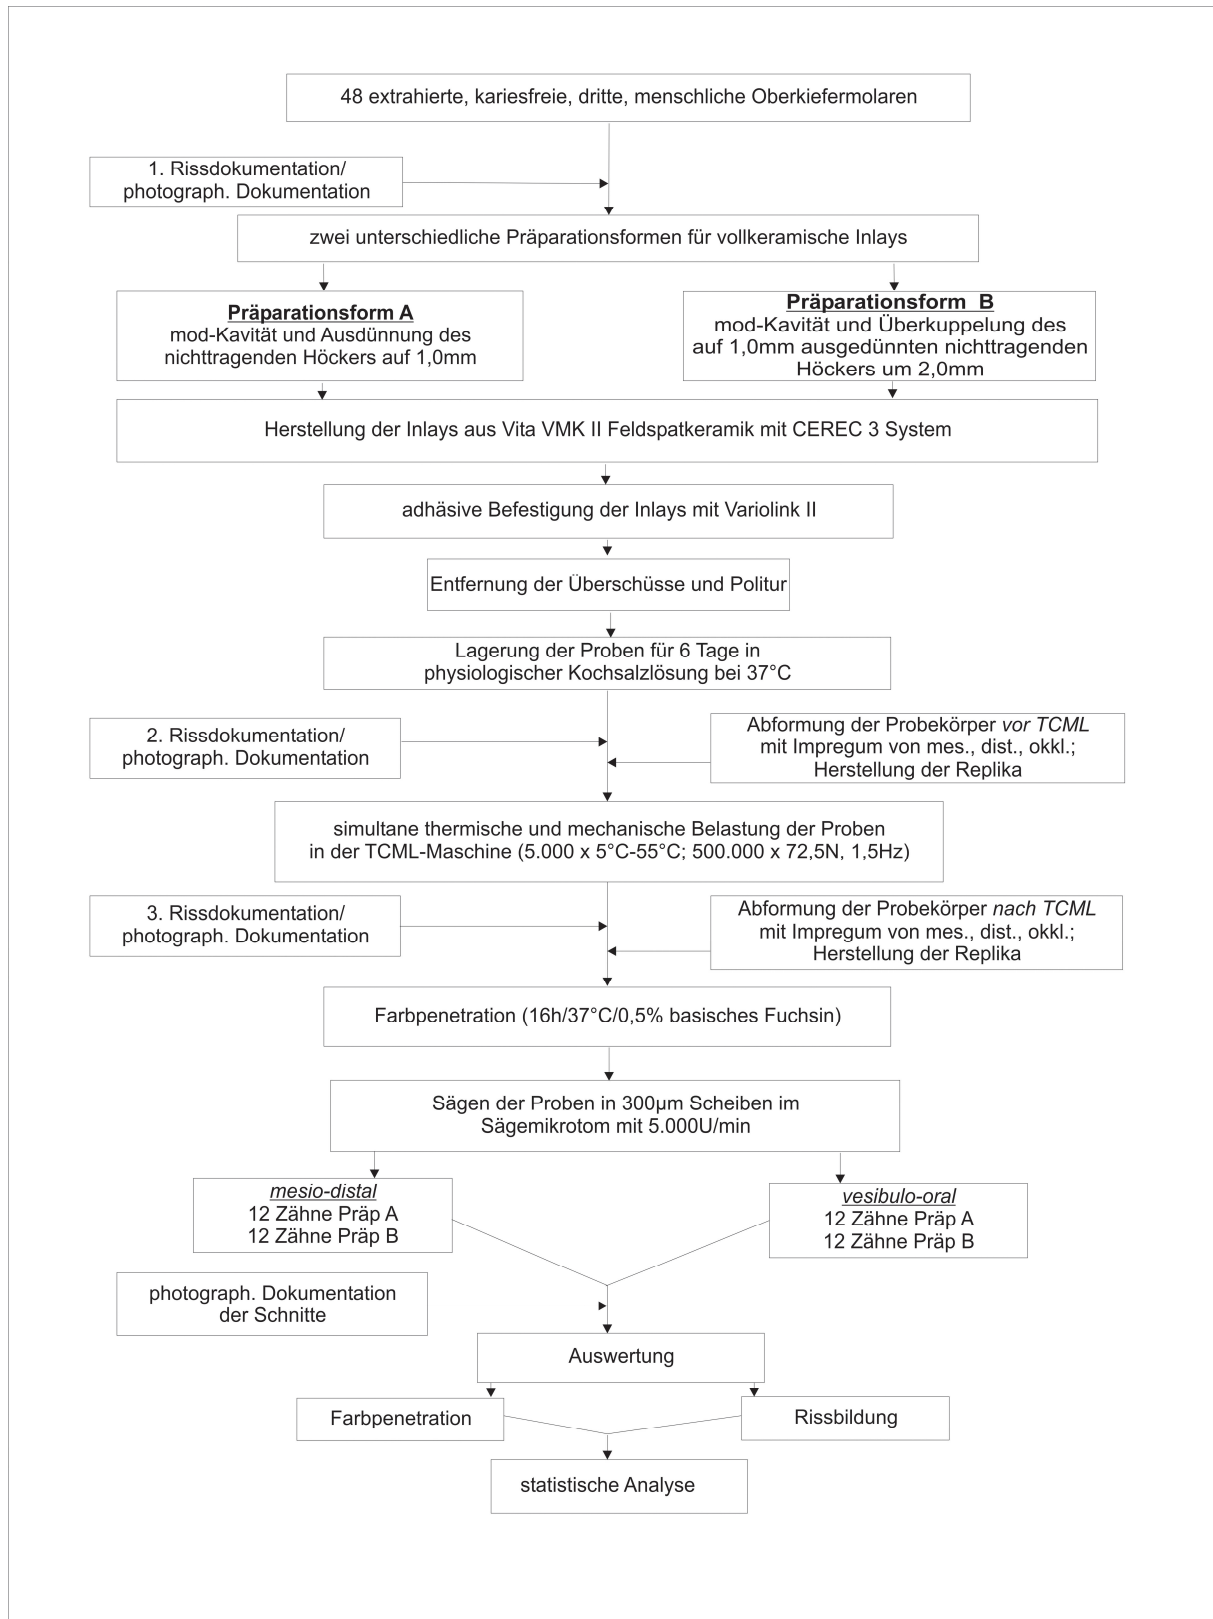 48 extrahierte, kariesfreie, dritte, menschliche Oberkiefermolaren
1. Rissdokumentation/
photograph. Dokumentation
zwei unterschiedliche Präparationsformen für vollkeramische Inlays
Präparationsform A
mod-Kavität und Ausdünnung des
nichttragenden Höckers auf 1,0mm
Präparationsform B
mod-Kavität und Überkuppelung des
auf 1,0mm ausgedünnten nichttragenden
Höckers um 2,0mm
Herstellung der Inlays aus Vita VMK II Feldspatkeramik mit CEREC 3 System
adhäsive Befestigung der Inlays mit Variolink II
Entfernung der Überschüsse und Politur
Lagerung der Proben für 6 Tage in
physiologischer Kochsalzlösung bei 37°C
2. Rissdokumentation/
photograph. Dokumentation
Abformung der Probekörper vor TCML
mit Impregum von mes., dist., okkl.;
Herstellung der Replika
simultane thermische und mechanische Belastung der Proben
in der TCML-Maschine (5.000 x 5°C-55°C; 500.000 x 72,5N, 1,5Hz)
3. Rissdokumentation/
photograph. Dokumentation
Abformung der Probekörper nach TCML
mit Impregum von mes., dist., okkl.;
Herstellung der Replika
Farbpenetration (16h/37°C/0,5% basisches Fuchsin)
Sägen der Proben in 300µm Scheiben im
Sägemikrotom mit 5.000U/min
mesio-distal
12 Zähne Präp A
12 Zähne Präp B
vesibulo-oral
12 Zähne Präp A
12 Zähne Präp B
photograph. Dokumentation
der Schnitte
Auswertung
Farbpenetration
Rissbildung
statistische Analyse